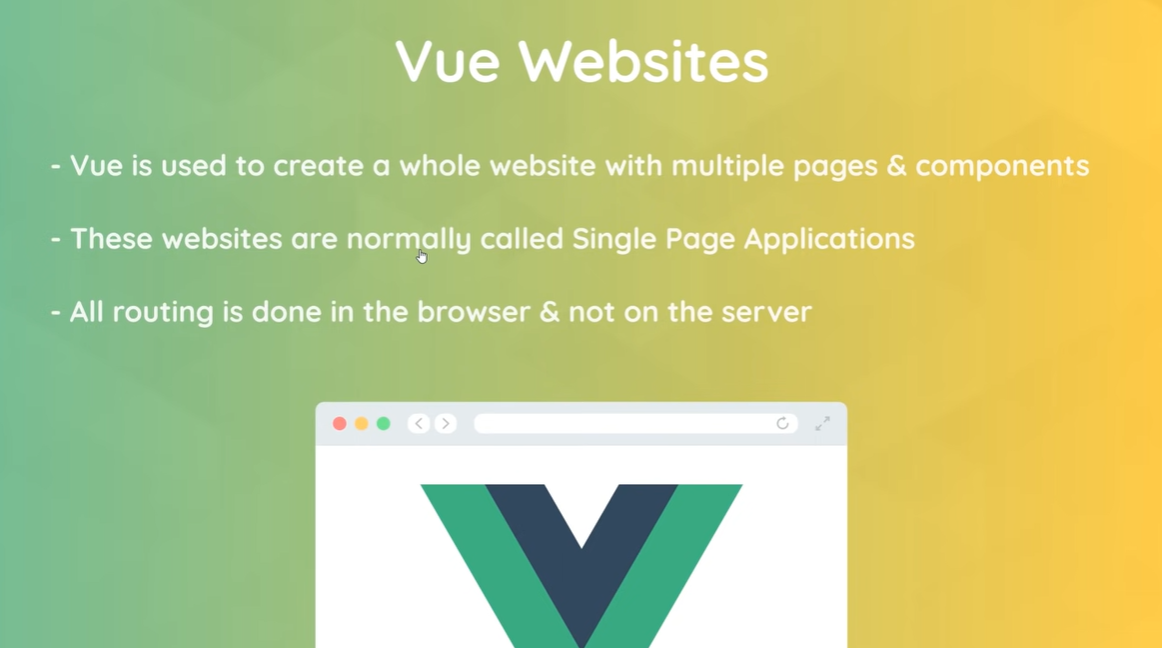 Vue Websites
- Vue is used to create a whole website with multiple pages & components
- These websites are normally called Single Page Applications
- All routing is done in the browser & not on the server